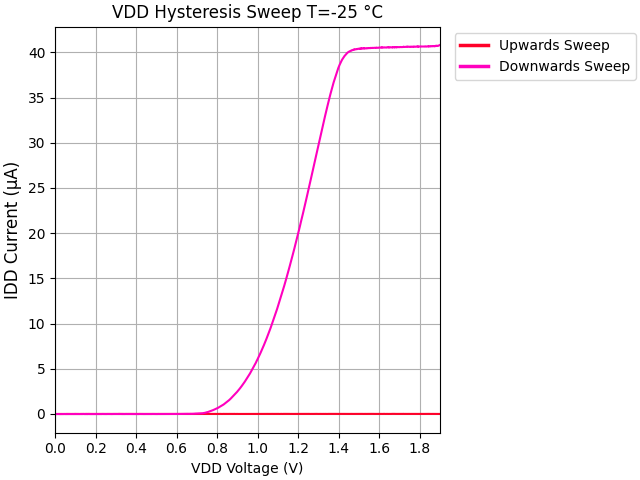 VDD Hysteresis Sweep T=-25 °C
Upwards Sweep
Downwards Sweep
IDD Current (μA)
40
35
30
25
20
15
10
5
0
0.0 0.2 0.4 0.6 0.8 1.0 1.2 1.4 1.6 1.8
VDD Voltage (V)